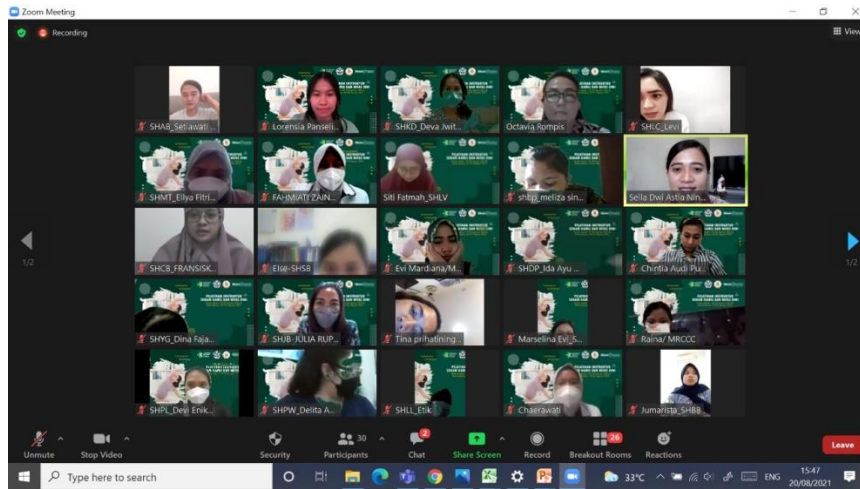 Zoom Meeting
Recording
View
SHAB_Setiawati ...
Lorensia Panseli...
SHKD_Deva Jwit...
Octavia Rompis
SHLC_Levi
SHMT_Ellya Fitri...
FAHMIATI ZAIN...
Siti Fatmah_SHLV
shbp_meliza sin...
Seila Dwi Astia Nin...
SHCB_FRANSISK...
Else-SHSB
Evi Mardiana/M...
SHDP_Ida Ayu ...
Chintia Audi Pu...
1/2
1/2
SHYG_Dina Faja...
SHJB-JULIA RUP...
Tina prihatining...
Marselina Evi_S...
Raina/ MRCCC
SHPL_Devi Enik...
SHPW_Delita A...
SHLL_Etik
Chaerawati
Jumarista_SHBB
30
2
26
Unmute
Stop Video
Security
Participants
Chat
Share Screen
Record
Breakout Rooms
Reactions
Leave
Type here to search
33°C
ENG
15:47
20/08/2021